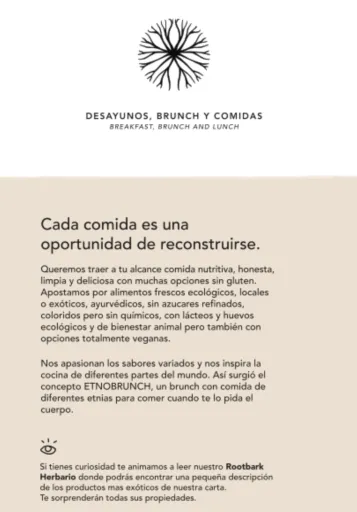 DESAYUNOS, BRUNCH Y COMIDAS
BREAKFAST, BRUNCH AND LUNCH
Cada comida es una
oportunidad de reconstruirse.
Queremos traer a tu alcance comida nutritiva, honesta,
limpia y deliciosa con muchas opciones sin gluten.
Apostamos por alimentos frescos ecológicos, locales
o exóticos, ayurvédicos, sin azucares refinados,
coloridos pero sin químicos, con lácteos y huevos
ecológicos y de bienestar animal pero también con
opciones totalmente veganas.
Nos apasionan los sabores variados y nos inspira la
cocina de diferentes partes del mundo. Así surgió el
concepto ETNOBRUNCH, un brunch con comida de
diferentes etnias para comer cuando te lo pida el
cuerpo.
Si tienes curiosidad te animamos a leer nuestro Rootbark
Herbario donde podrás encontrar una pequeña descripción
de los productos mas exóticos de nuestra carta.
Te sorprenderán todas sus propiedades.